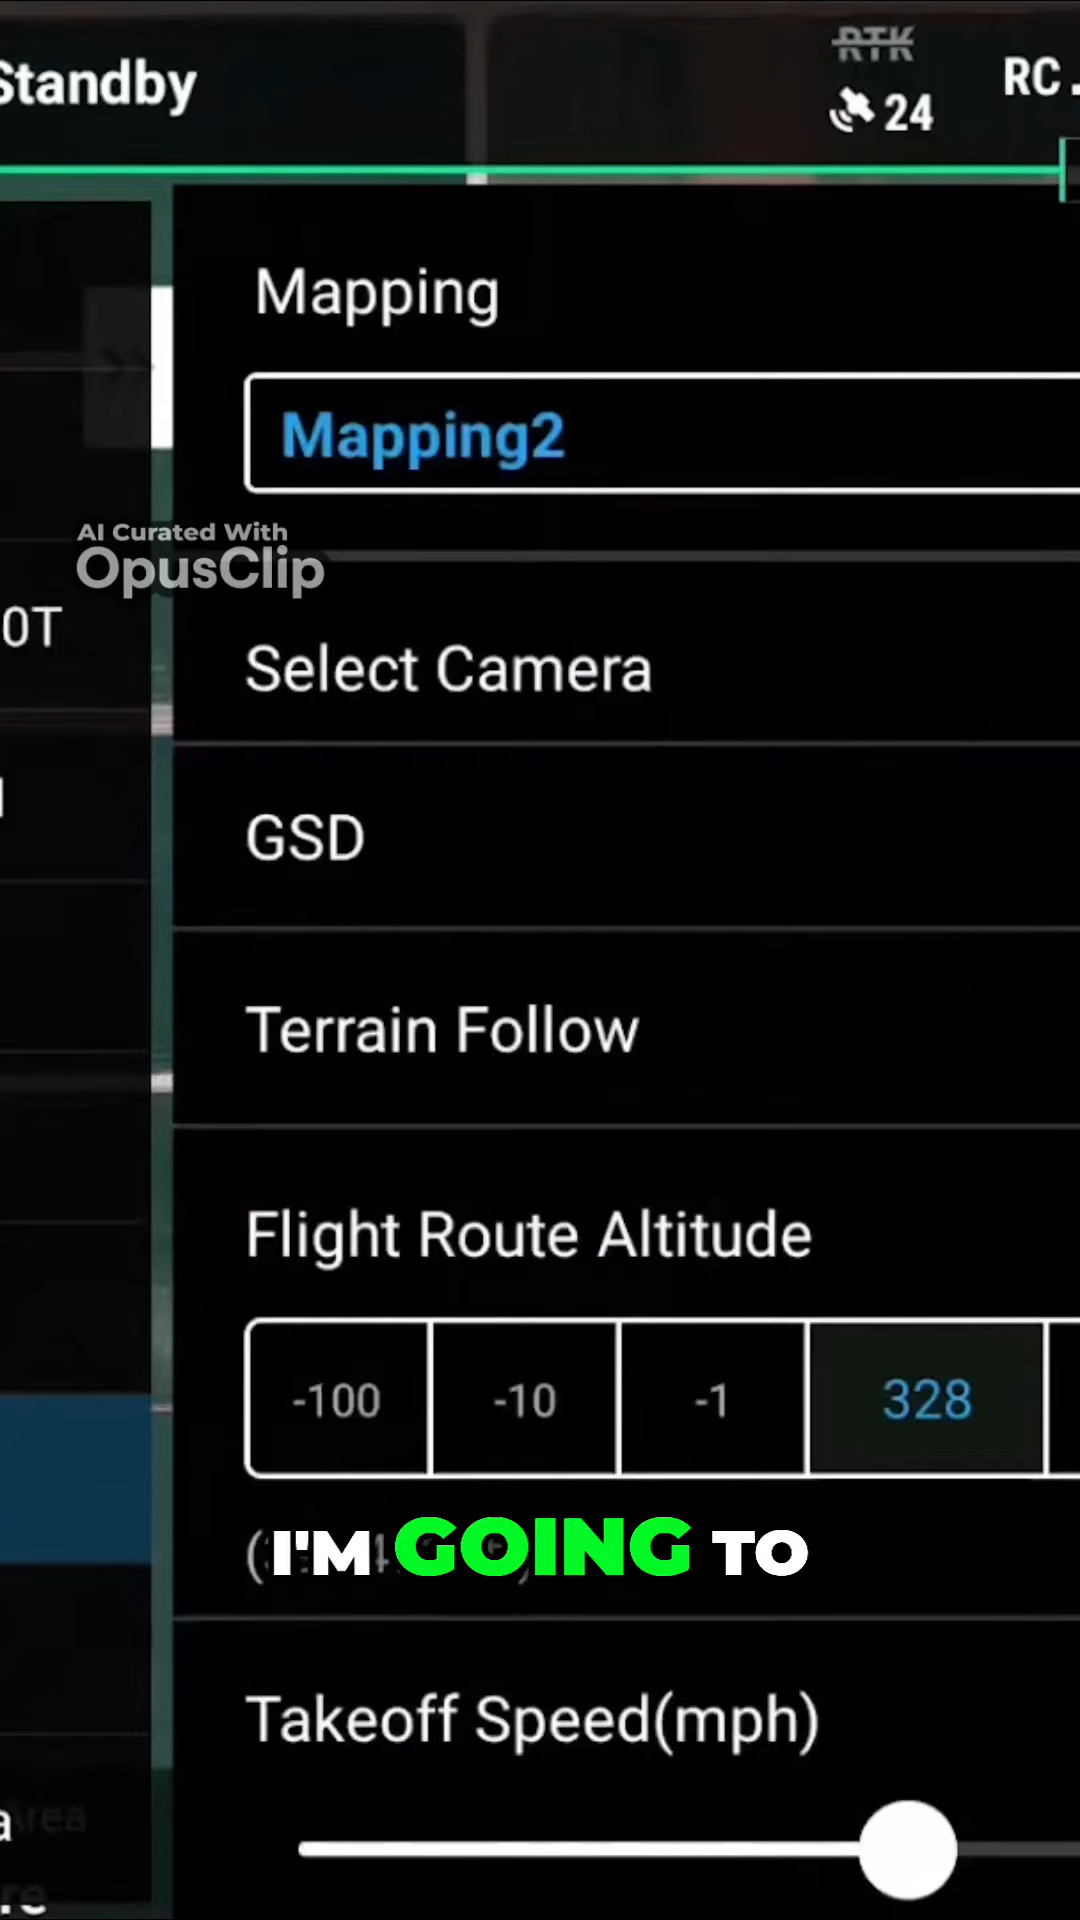 Standby
RTK
24
RC
Mapping
Mapping2
AI Curated With
OpusClip
0T
Select Camera
GSD
Terrain Follow
Flight Route Altitude
-100 -10 -1 328
I'M GOING TO
Takeoff Speed(mph)
Area